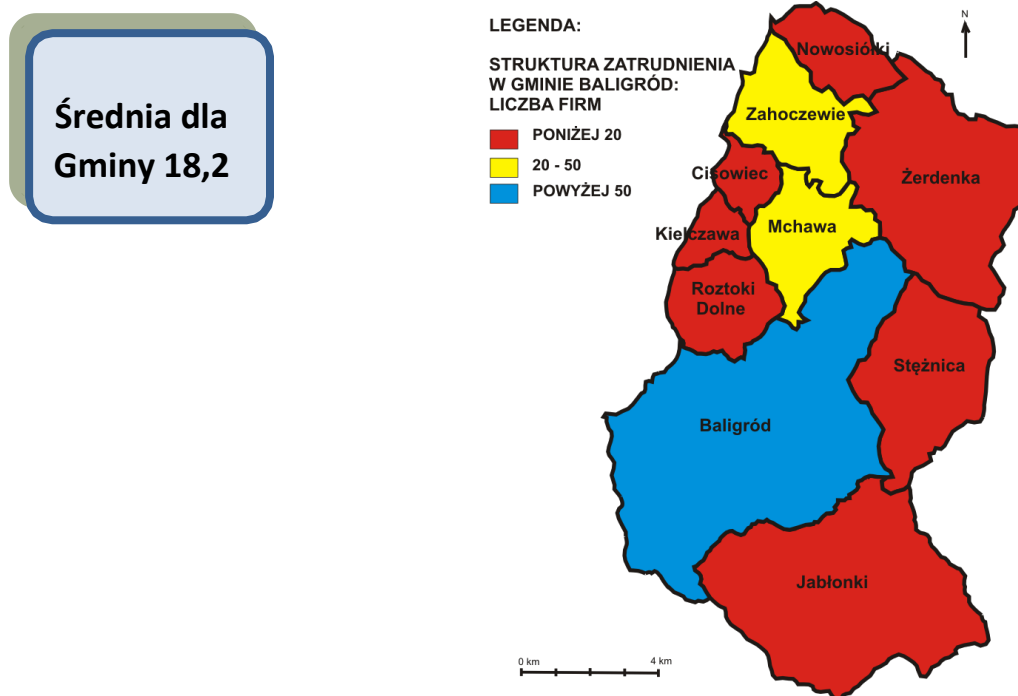 Średnia dla
Gminy 18,2
LEGENDA:
STRUKTURA ZATRUDNIENIA
W GMINIE BALIGRÓD:
LICZBA FIRM
PONIŻEJ 20
20 - 50
POWYŻEJ 50
N
Nowosiółki
Zahoczewie
Cisowiec
Żerdenka
Kielczawa
Mchawa
Roztoki
Dolne
Stężnica
Baligród
Jabłonki
0 km
4 km